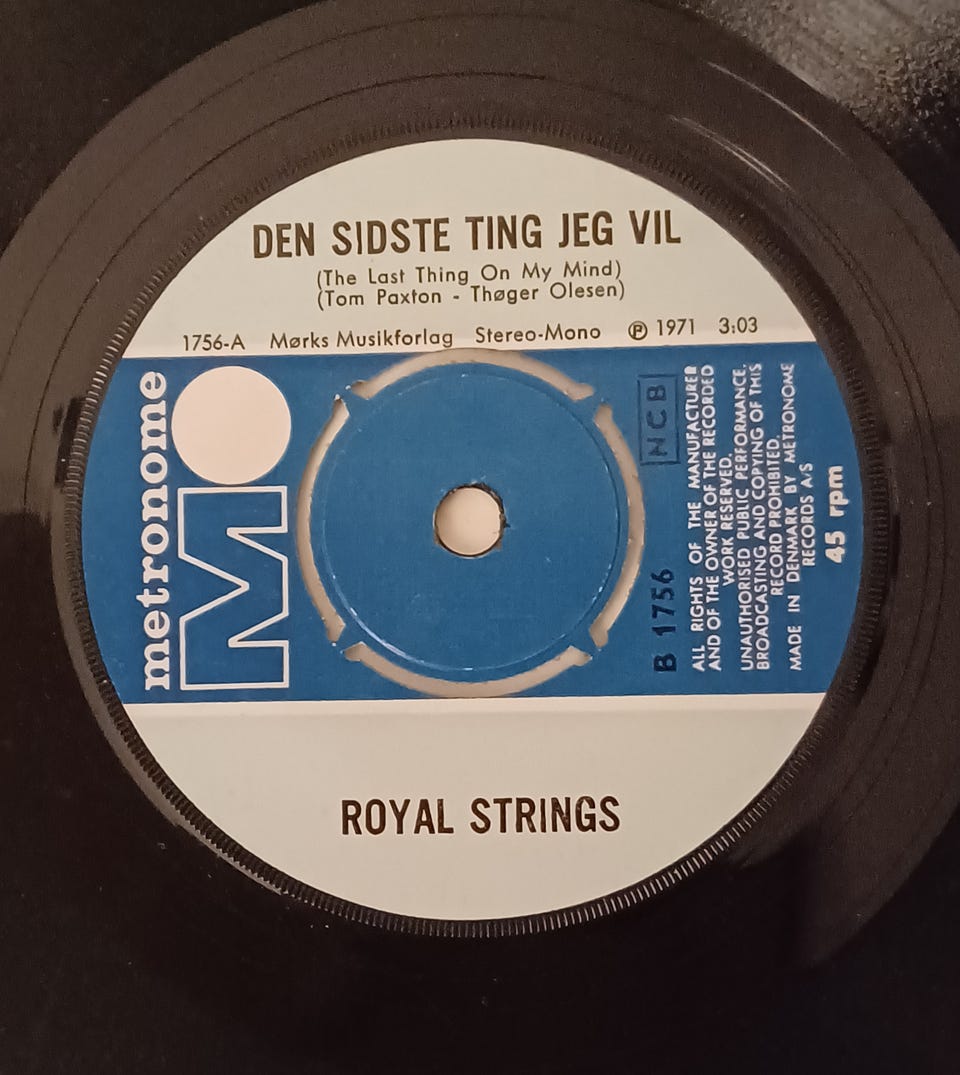 DEN SIDSTE TING JEG VIL
(The Last Thing On My Mind)
(Tom Paxton - Thøger Olesen)
1756-A Mørks Musikforlag Stereo-Mono Ⓟ 1971 3:03
metronome
M
NCB
B 1756
ALL RIGHTS OF THE MANUFACTURER
AND OF THE OWNER OF THE RECORDED
WORK RESERVED.
UNAUTHORISED PUBLIC PERFORMANCE,
BROADCASTING AND COPYING OF THIS
RECORD PROHIBITED.
MADE IN DENMARK BY METRONOME
RECORDS A/S
45 rpm
ROYAL STRINGS